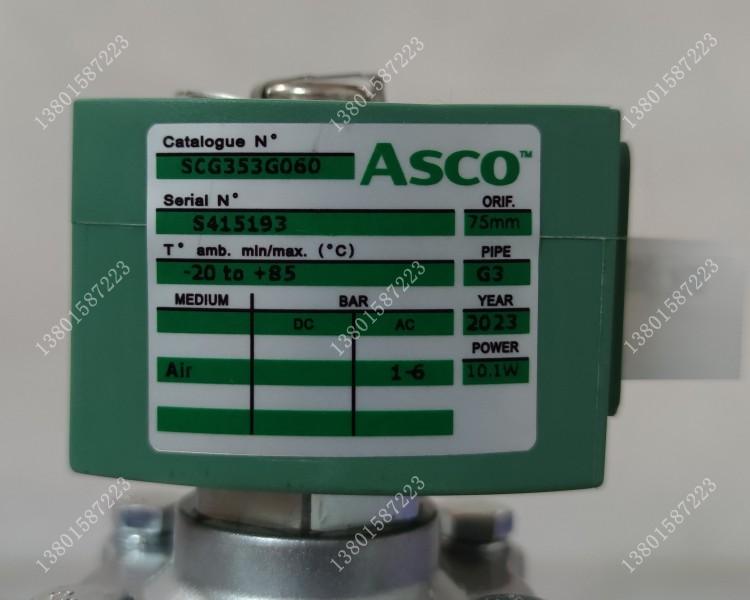 Catalogue N°
SCG353G060
ASCO™
Serial N°
ORIF.
S415193
75mm
T° amb. min/max. (°C)
PIPE
-20 to +85
G3
MEDIUM
BAR
YEAR
DC
AC
2023
POWER
Air
1-6
10.1W
13801587223
13801587223
13801587223
13801587223
13801587223
13801587223
13801587223
13801587223
13801587223